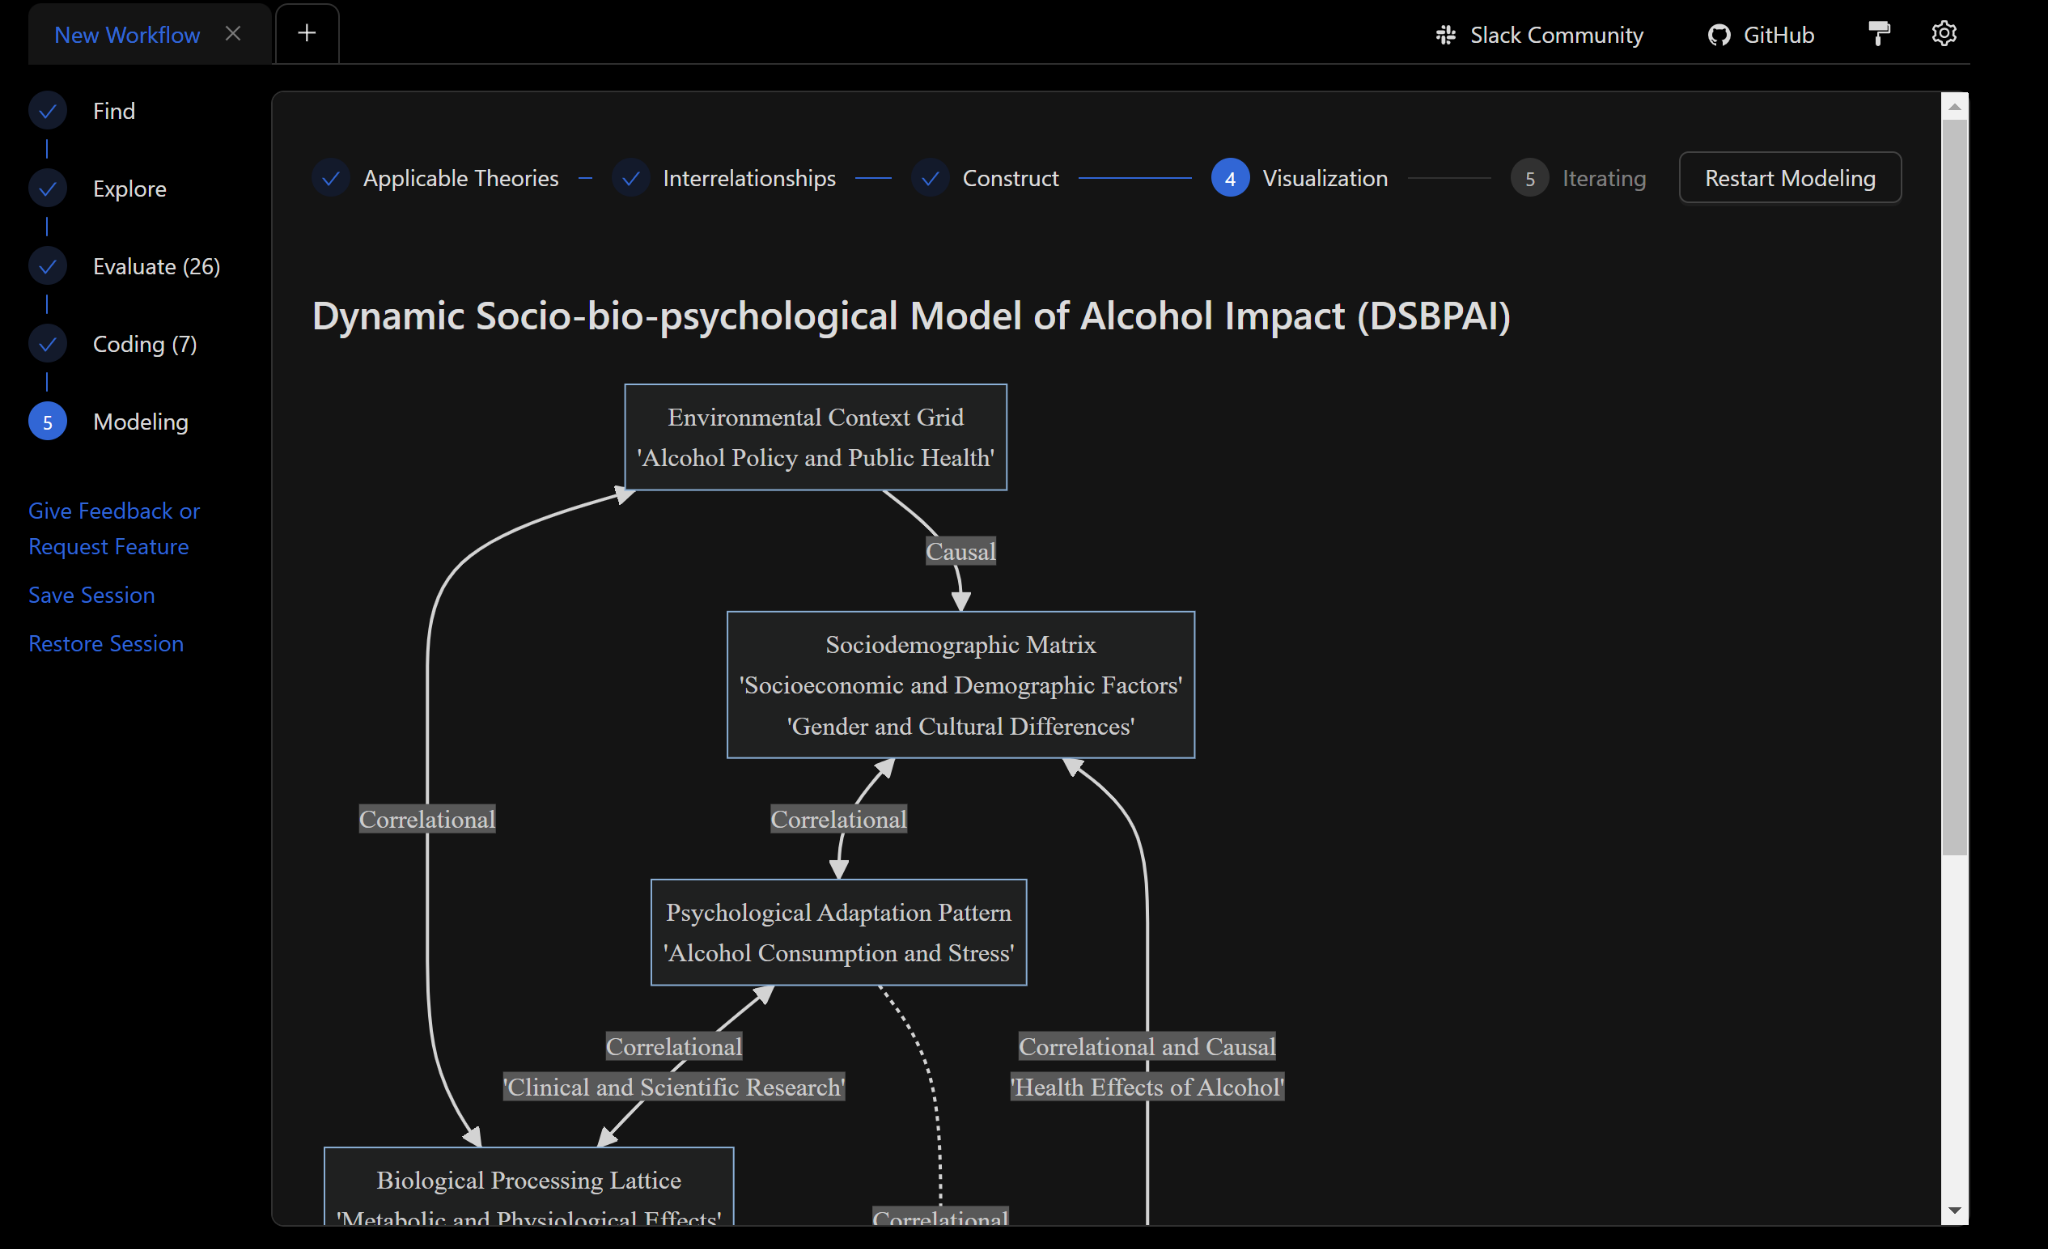 New Workflow
Slack Community
GitHub
Find
Explore
Evaluate (26)
Coding (7)
5
Modeling
Give Feedback or
Request Feature
Save Session
Restore Session
Applicable Theories
Interrelationships
Construct
4
Visualization
5
Iterating
Restart Modeling
Dynamic Socio-bio-psychological Model of Alcohol Impact (DSBPAI)
Environmental Context Grid
'Alcohol Policy and Public Health'
Causal
Sociodemographic Matrix
'Socioeconomic and Demographic Factors'
'Gender and Cultural Differences'
Correlational
Correlational
Psychological Adaptation Pattern
'Alcohol Consumption and Stress'
Correlational
'Clinical and Scientific Research'
Correlational and Causal
'Health Effects of Alcohol'
Biological Processing Lattice
'Metabolic and Physiological Effects'
Correlational